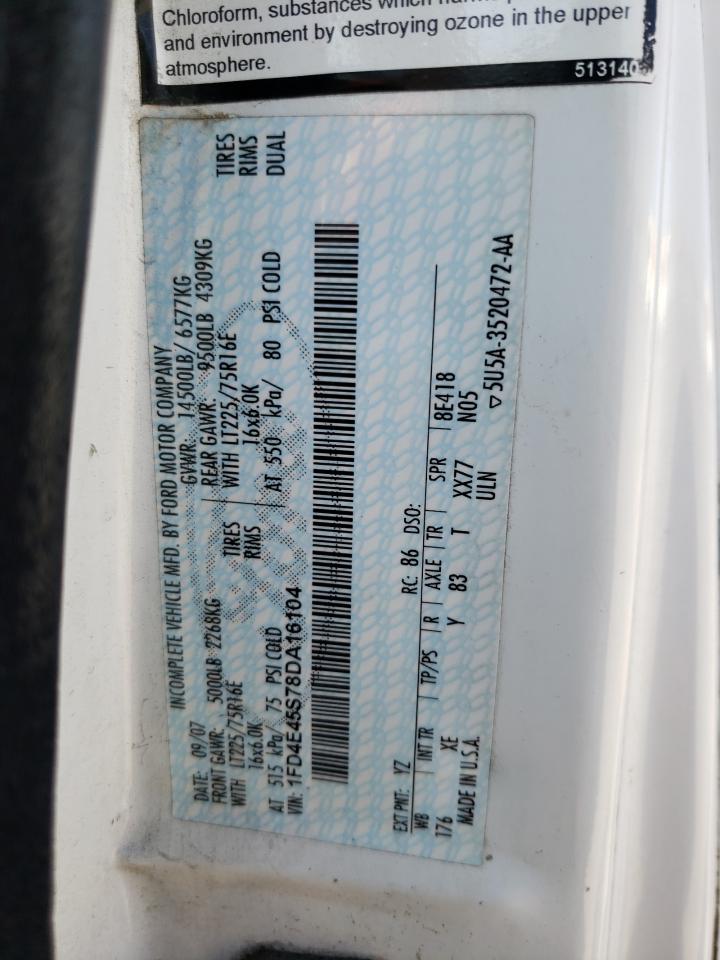 Chloroform, substances which
and environment by destroying ozone in the upper
atmosphere.
513140
INCOMPLETE VEHICLE MFD. BY FORD MOTOR COMPANY
DATE: 09/07 GVWR: 14500LB/ 6577KG
FRONT GAWR: 5000LB 2268KG REAR GAWR: 9500LB 4309KG
WITH LT225/75R16E TIRES WITH LT225/75R16E TIRES
16x6.0K RIMS 16x6.0K RIMS
AT 515 kPa/ 75 PSI COLD AT 550 kPa/ 80 PSI COLD DUAL
VIN: 1FD4E45S78DA16104
EXT PNT: YZ RC: 86 DSO:
WB INT TR TP/PS R AXLE TR SPR 8E418
176 XE Y 83 T XX77 N05
MADE IN U.S.A. ULN
▽5U5A-3520472-AA